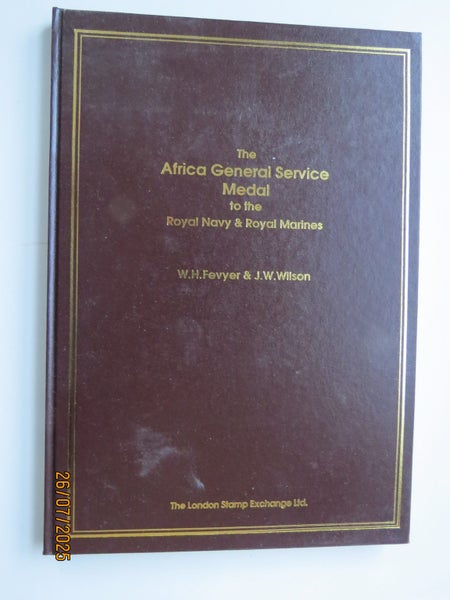 The
Africa General Service
Medal
to the
Royal Navy & Royal Marines
W.H.Fevyer & J.W.Wilson
The London Stamp Exchange Ltd.
26/07/2025